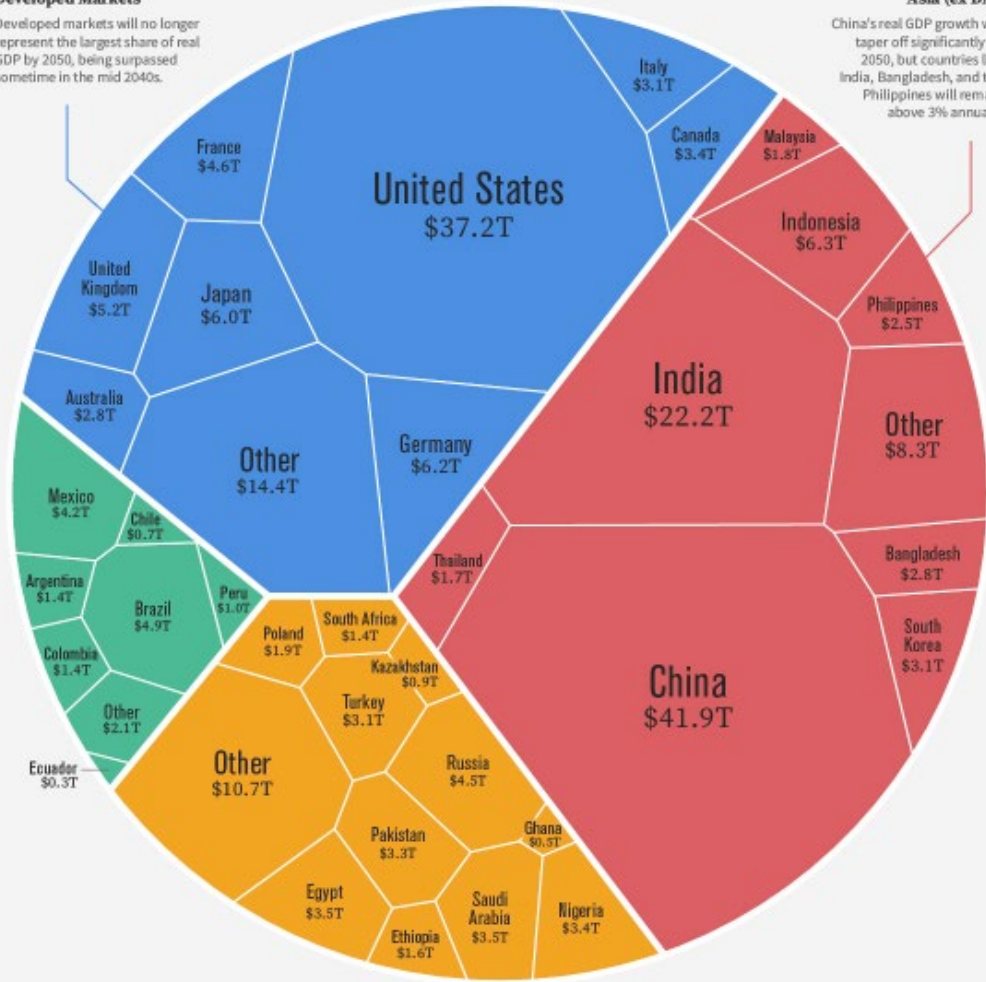 Developed Markets
Developed markets will no longer
represent the largest share of real
GDP by 2050, being surpassed
sometime in the mid 2040s.
Asia (ex
China's real GDP growth
taper off significantly
2050, but countries
India, Bangladesh, and
Philippines will
above 3%
Italy
$3.1T
Canada
$3.4T
France
$4.6T
United States
$37.2T
Malaysia
$1.8T
Indonesia
$6.3T
United
Kingdom
$5.2T
Japan
$6.0T
Philippines
$2.5T
Australia
$2.8T
India
$22.2T
Other
$8.3T
Other
$14.4T
Germany
$6.2T
Mexico
$4.2T
Chile
$0.7T
Thailand
$1.7T
Bangladesh
$2.8T
Argentina
$1.4T
Brazil
$4.9T
Peru
$1.0T
South
Korea
$3.1T
Colombia
$1.4T
Poland
$1.9T
South Africa
$1.4T
Kazakhstan
$0.9T
China
$41.9T
Other
$2.1T
Turkey
$3.1T
Ecuador
$0.3T
Other
$10.7T
Russia
$4.5T
Pakistan
$3.3T
Ghana
$0.5T
Egypt
$3.5T
Saudi
Arabia
$3.5T
Nigeria
$3.4T
Ethiopia
$1.6T